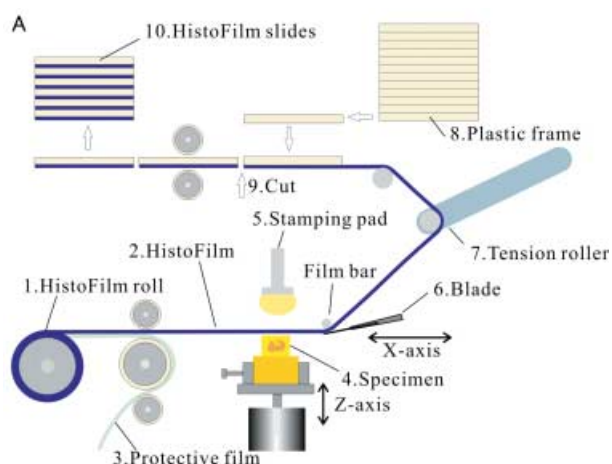 A
10.HistoFilm slides
8.Plastic frame
9.Cut
5.Stamping pad
2.HistoFilm
7.Tension roller
Film bar
1.HistoFilm roll
6.Blade
X-axis
4.Specimen
Z-axis
3.Protective film